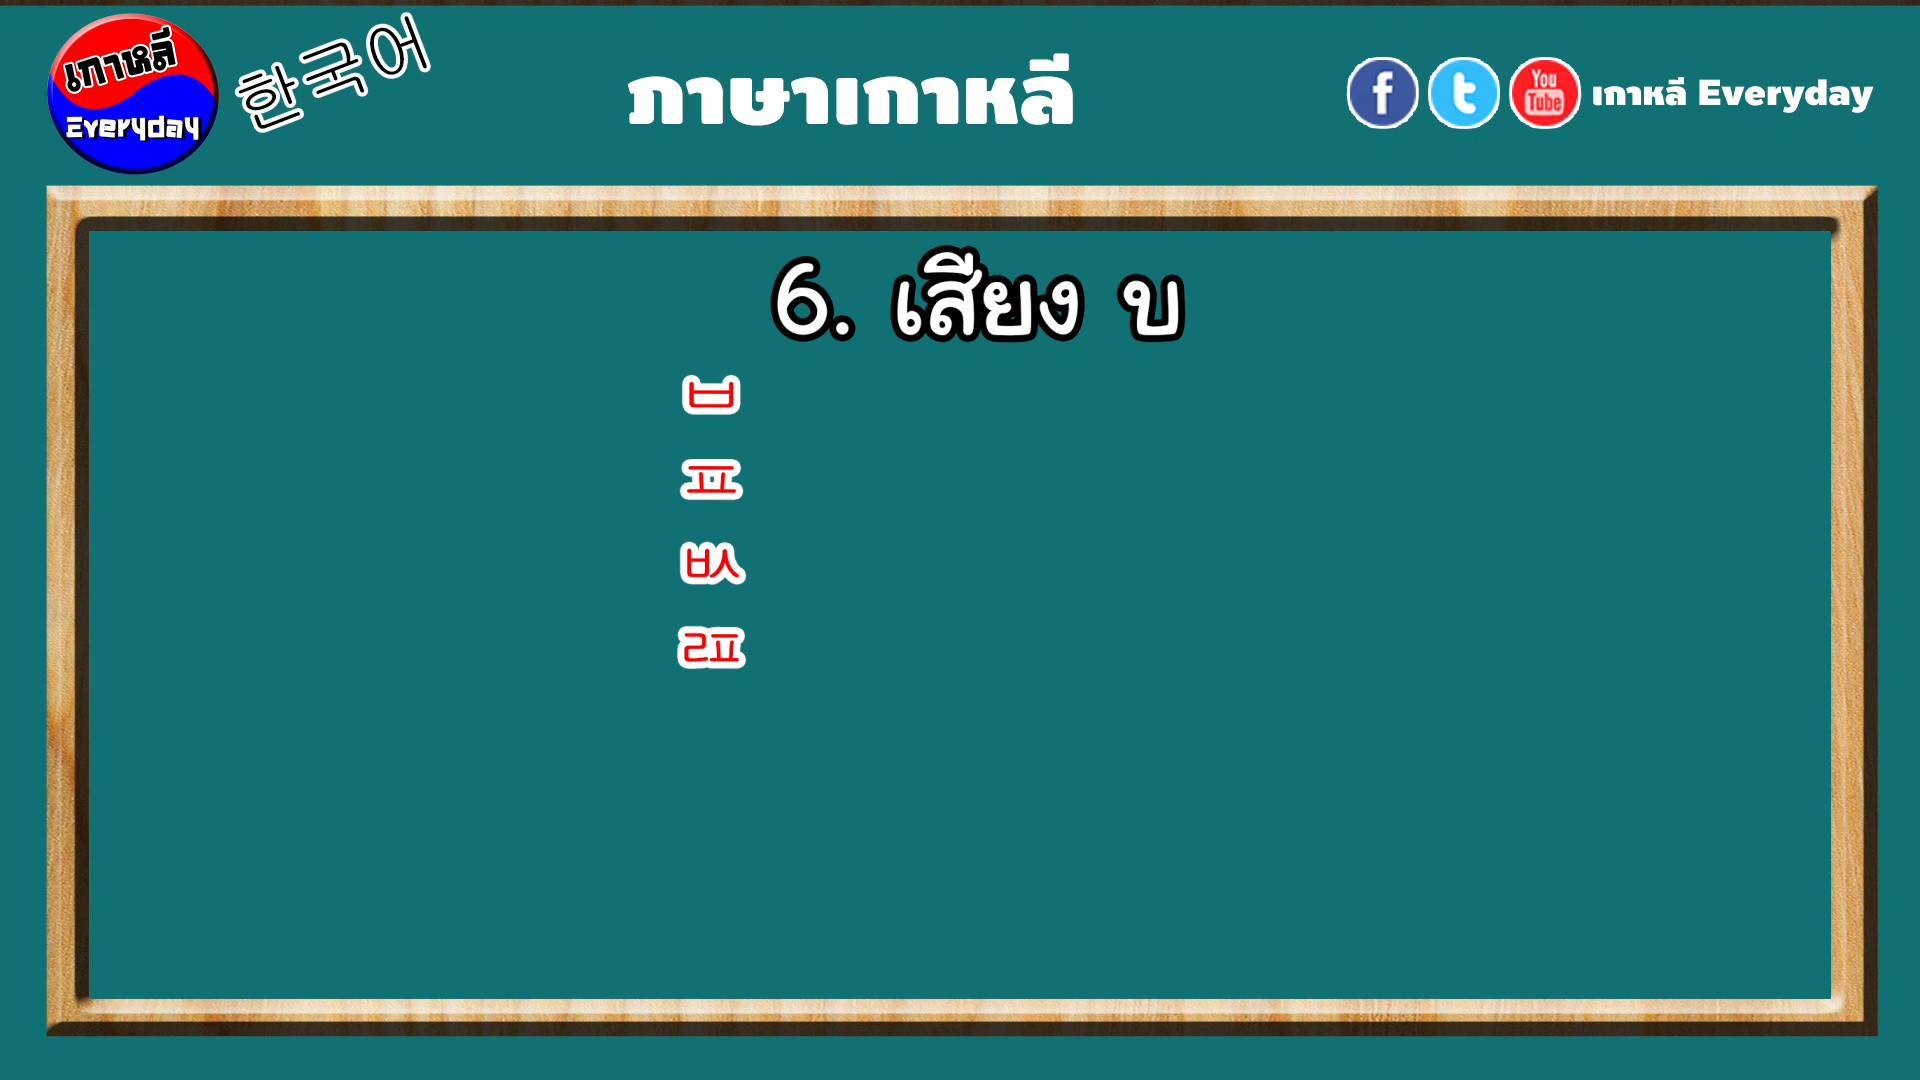 เกาหลี
Everyday
한국어
ภาษาเกาหลี
f
t
You
Tube
เกาหลี Everyday
6. เสียง บ
ㅂ
ㅍ
ㅄ
ㄿ